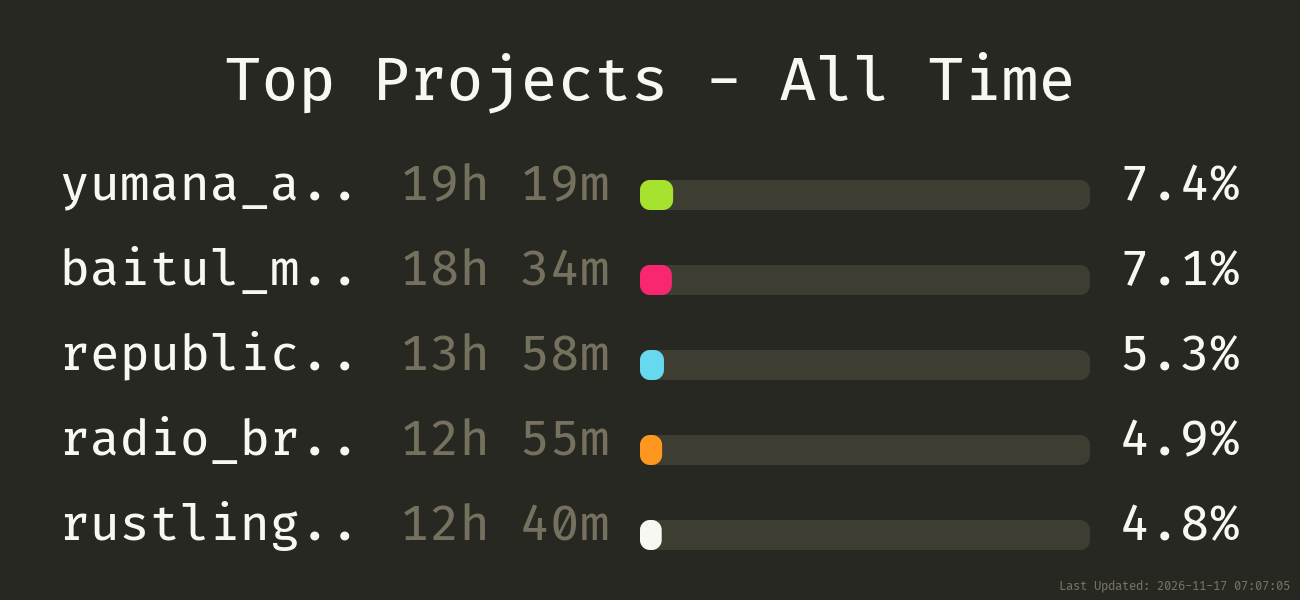 Top Projects - All Time
yumana_a.. 19h 19m 7.4%
baitul_m.. 18h 34m 7.1%
republic.. 13h 58m 5.3%
radio_br.. 12h 55m 4.9%
rustling.. 12h 40m 4.8%
Last Updated: 2026-11-17 07:07:05